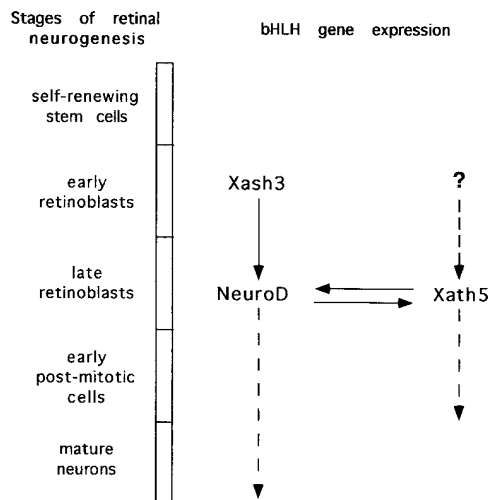 Stages of retinal
neurogenesis
bHLH gene expression
self-renewing
stem cells
early
retinoblasts
Xash3
?
late
retinoblasts
NeuroD
Xath5
early
post-mitotic
cells
mature
neurons